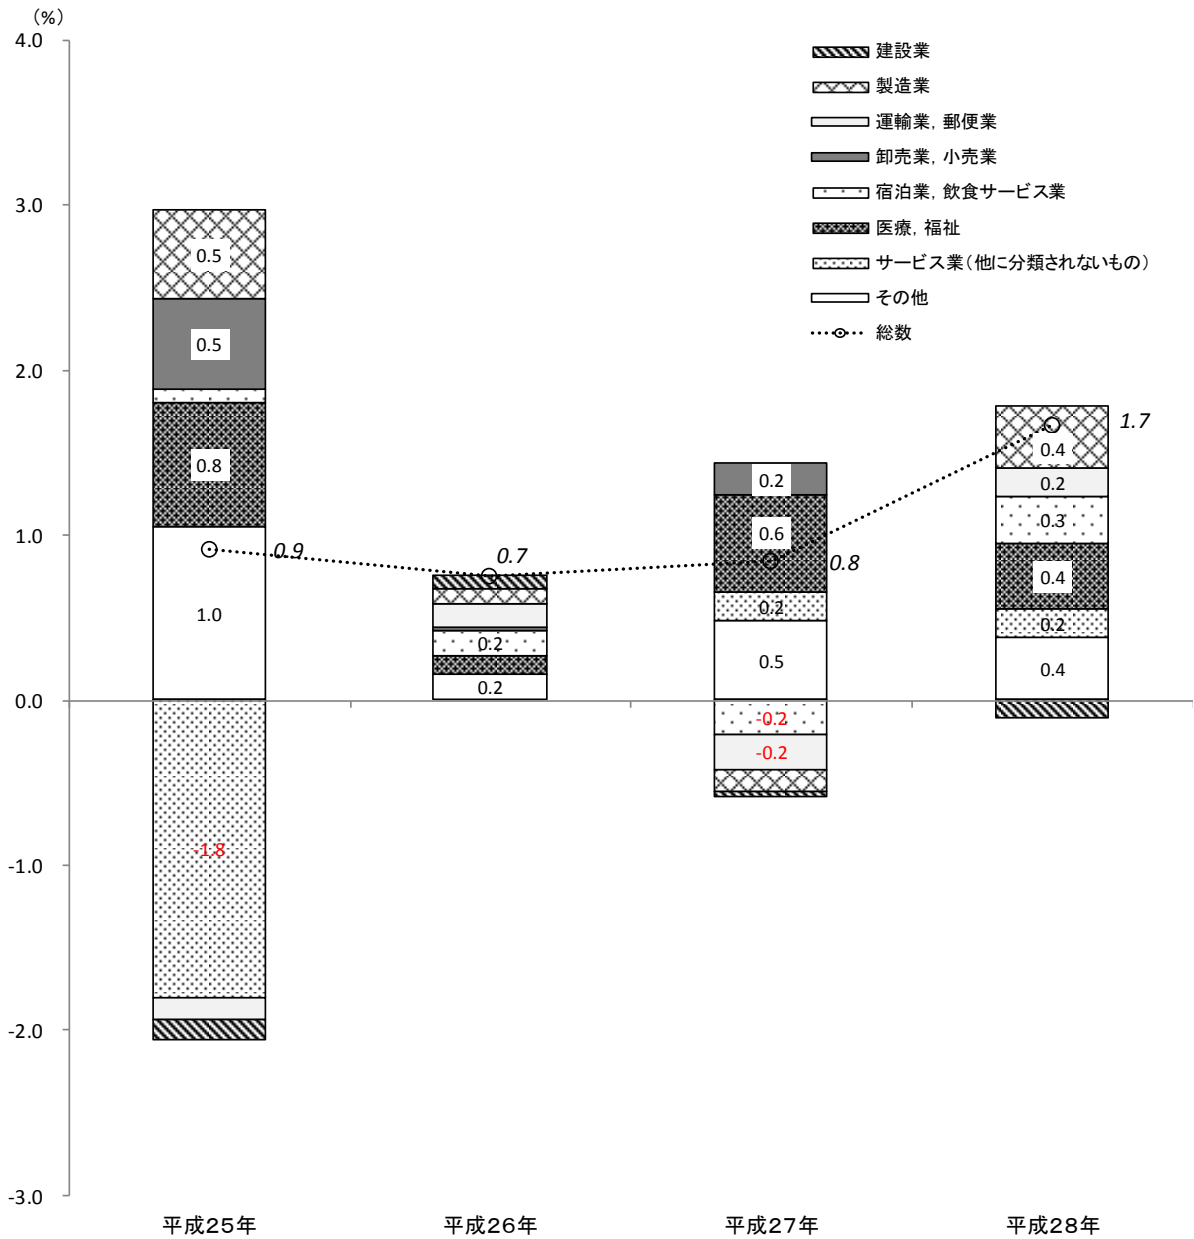 (%)
4.0
3.0
2.0
1.0
0.0
-1.0
-2.0
-3.0
建設業
製造業
運輸業，郵便業
卸売業，小売業
宿泊業，飲食サービス業
医療，福祉
サービス業（他に分類されないもの）
その他
総数
0.5
0.5
0.8
1.0
-1.8
0.9
0.7
0.2
0.2
0.2
0.6
0.8
0.2
0.5
-0.2
-0.2
1.7
0.4
0.2
0.3
0.4
0.2
0.4
平成25年
平成26年
平成27年
平成28年